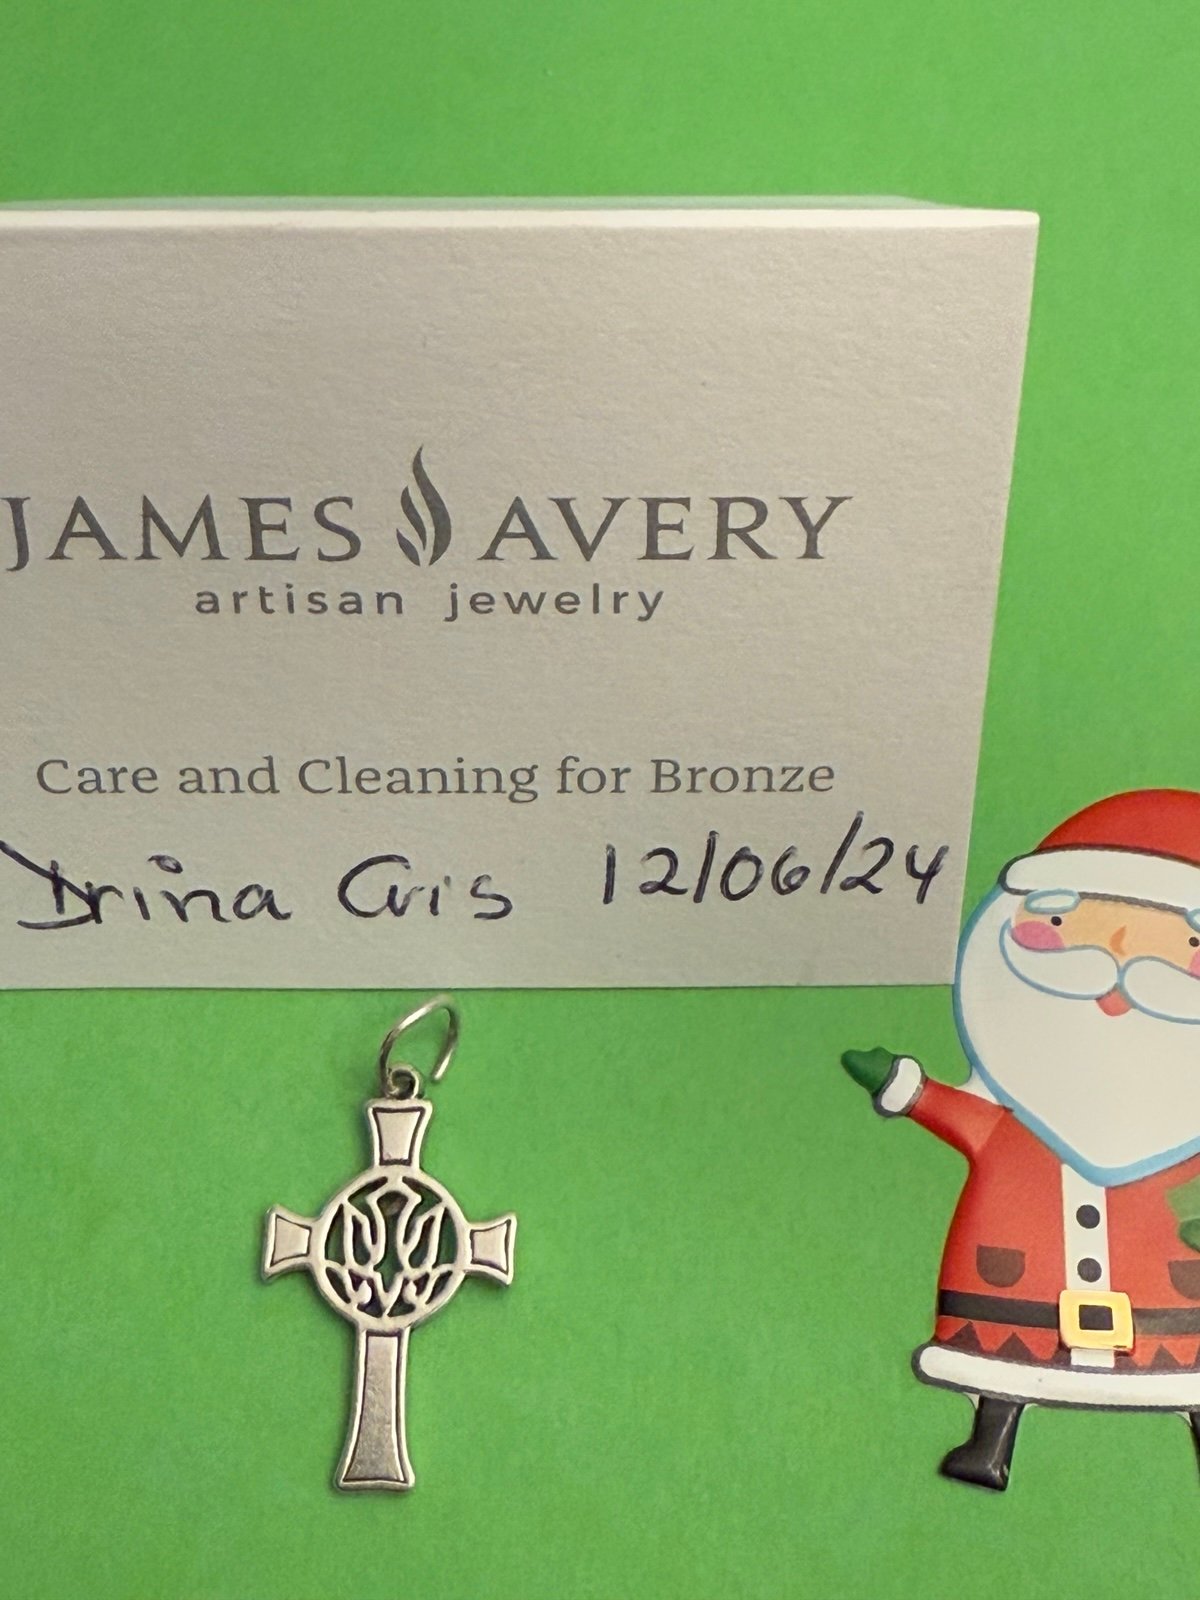 JAMES AVERY
artisan jewelry
Care and Cleaning for Bronze
Drina Cris 12/06/24